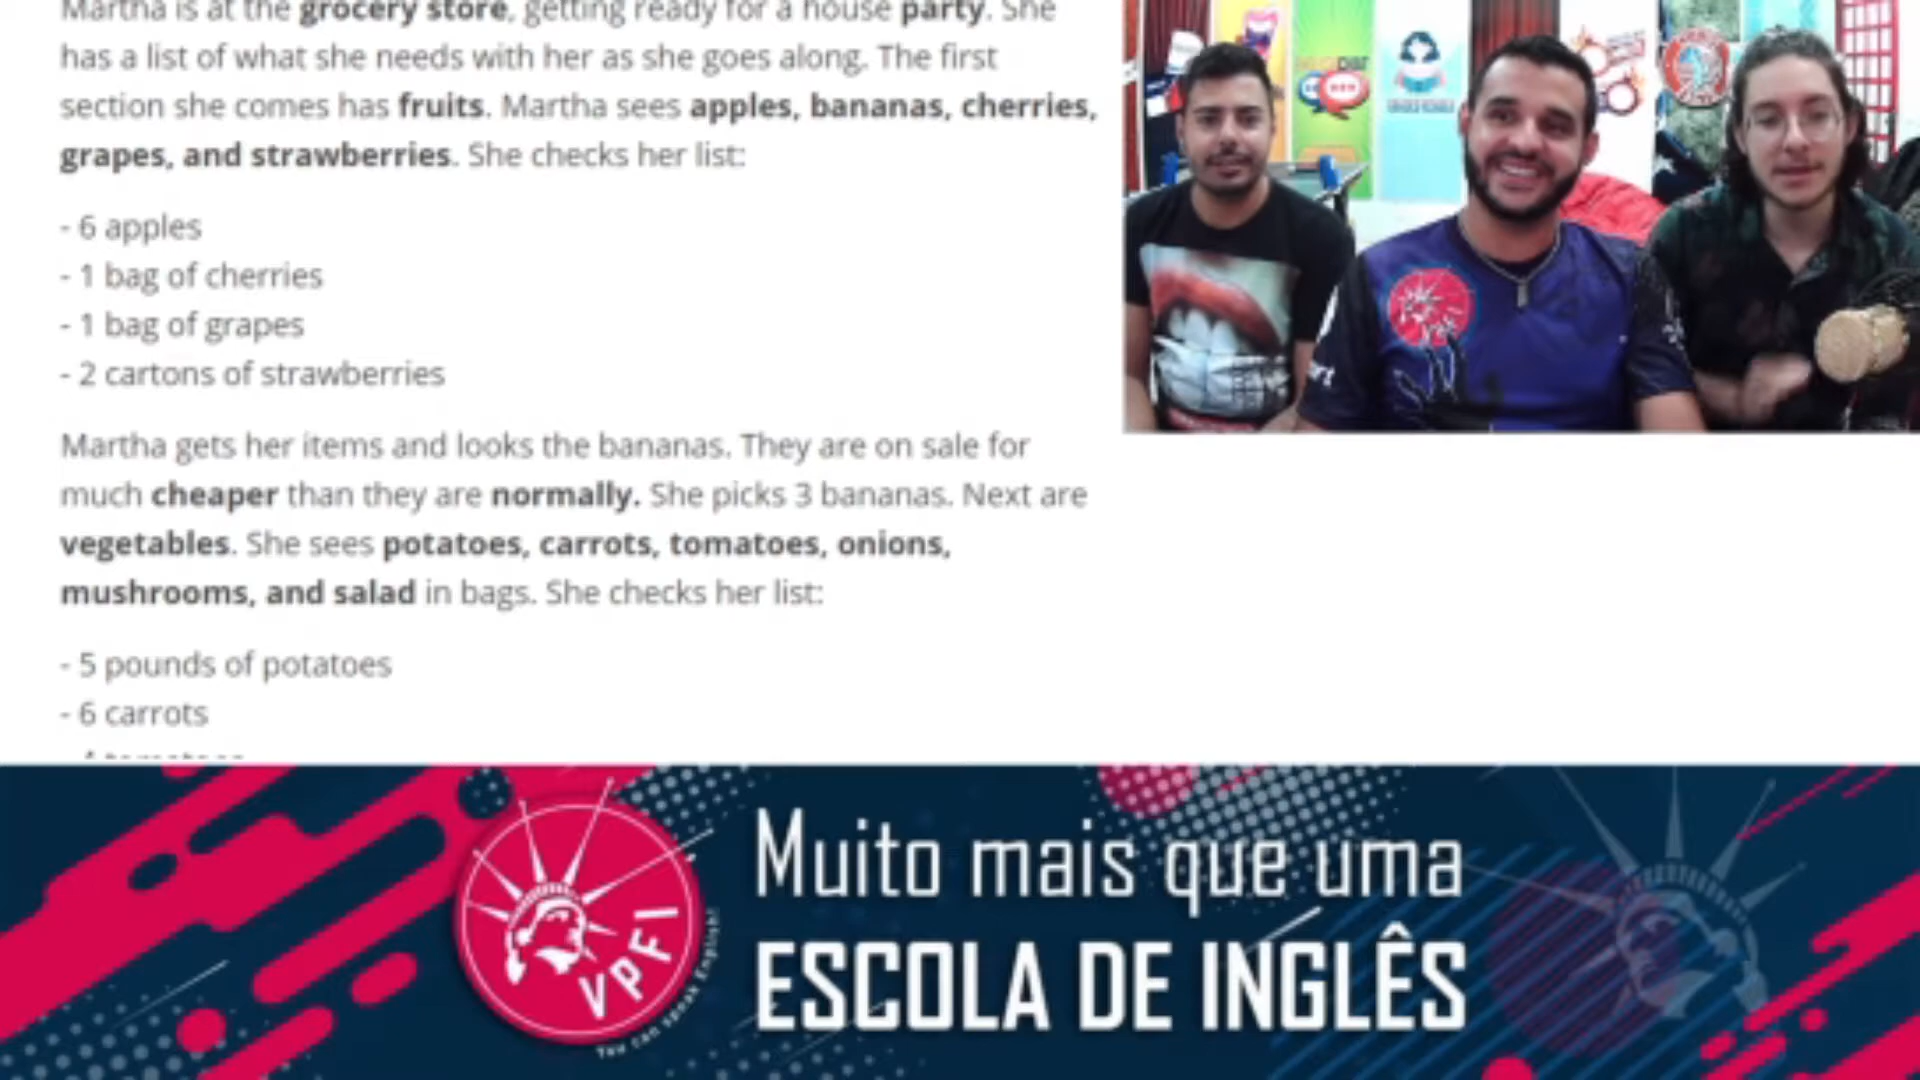 Martha is at the grocery store, getting ready for a house party. She
has a list of what she needs with her as she goes along. The first
section she comes has fruits. Martha sees apples, bananas, cherries,
grapes, and strawberries. She checks her list:
- 6 apples
- 1 bag of cherries
- 1 bag of grapes
- 2 cartons of strawberries
Martha gets her items and looks the bananas. They are on sale for
much cheaper than they are normally. She picks 3 bananas. Next are
vegetables. She sees potatoes, carrots, tomatoes, onions,
mushrooms, and salad in bags. She checks her list:
- 5 pounds of potatoes
- 6 carrots
VPFI
You can speak English!
Muito mais que uma
ESCOLA DE INGLÊS